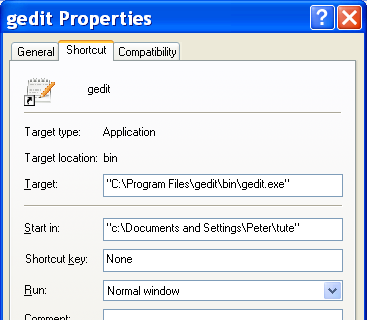 gedit Properties
General Shortcut Compatibility
gedit
Target type: Application
Target location: bin
Target: "C:\Program Files\gedit\bin\gedit.exe"
Start in: "c:\Documents and Settings\Peter\tute"
Shortcut key: None
Run: Normal window
Comment: